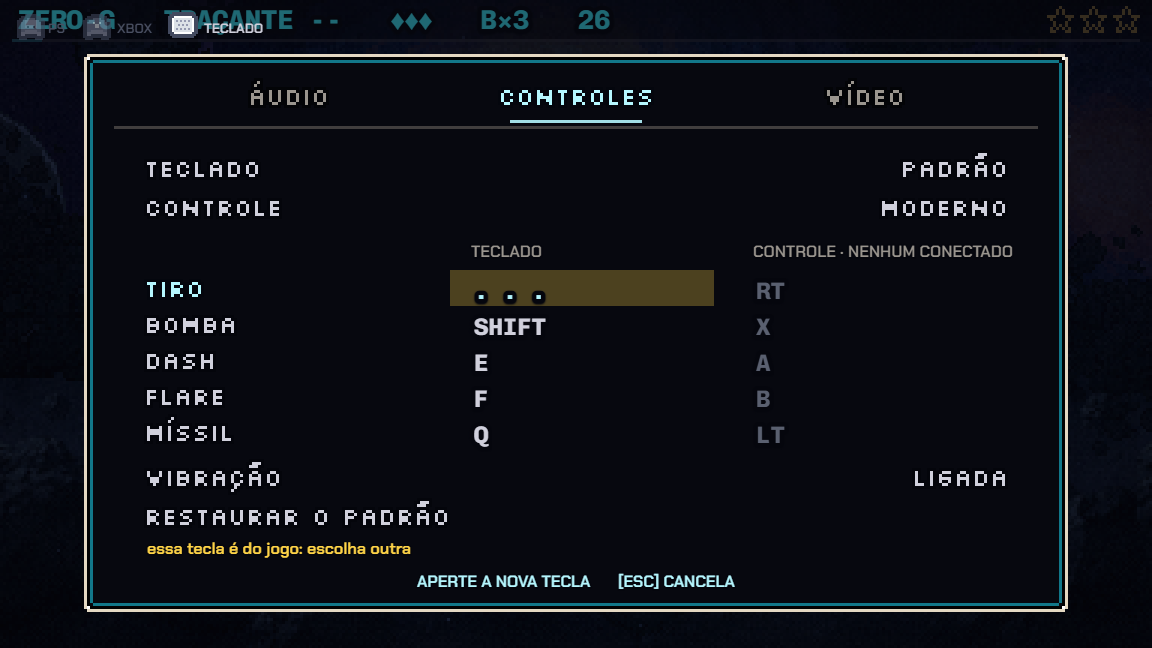 ZERO G TRAÇANTE -- ♦♦♦ B×3 26
PS XBOX TECLADO
ÁUDIO CONTROLES VÍDEO
TECLADO PADRÃO
CONTROLE MODERNO
TECLADO CONTROLE · NENHUM CONECTADO
TIRO ... RT
BOMBA SHIFT X
DASH E A
FLARE F B
MÍSSIL Q LT
VIBRAÇÃO LIGADA
RESTAURAR O PADRÃO
essa tecla é do jogo: escolha outra
APERTE A NOVA TECLA [ESC] CANCELA